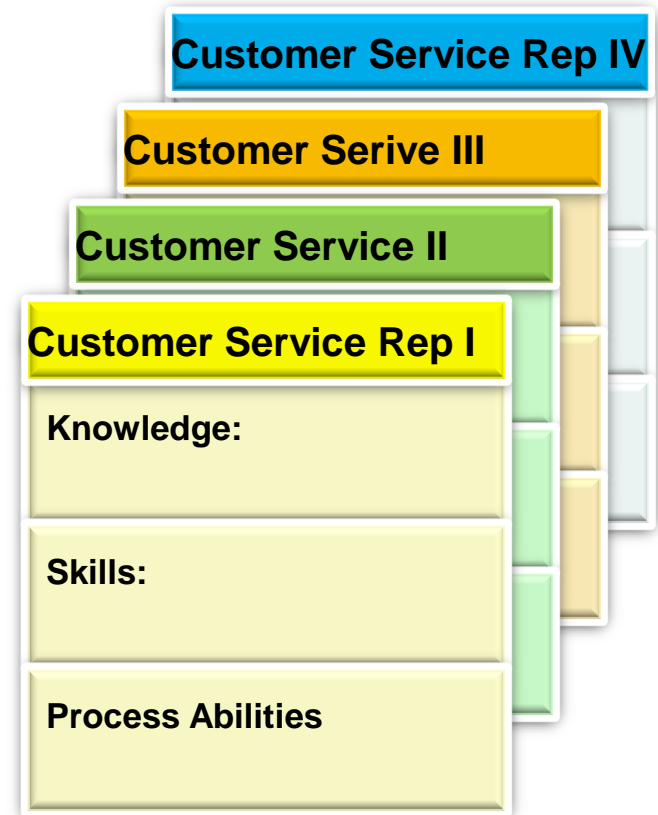 Customer Service Rep IV
Customer Serive III
Customer Service II
Customer Service Rep I
Knowledge:
Skills:
Process Abilities